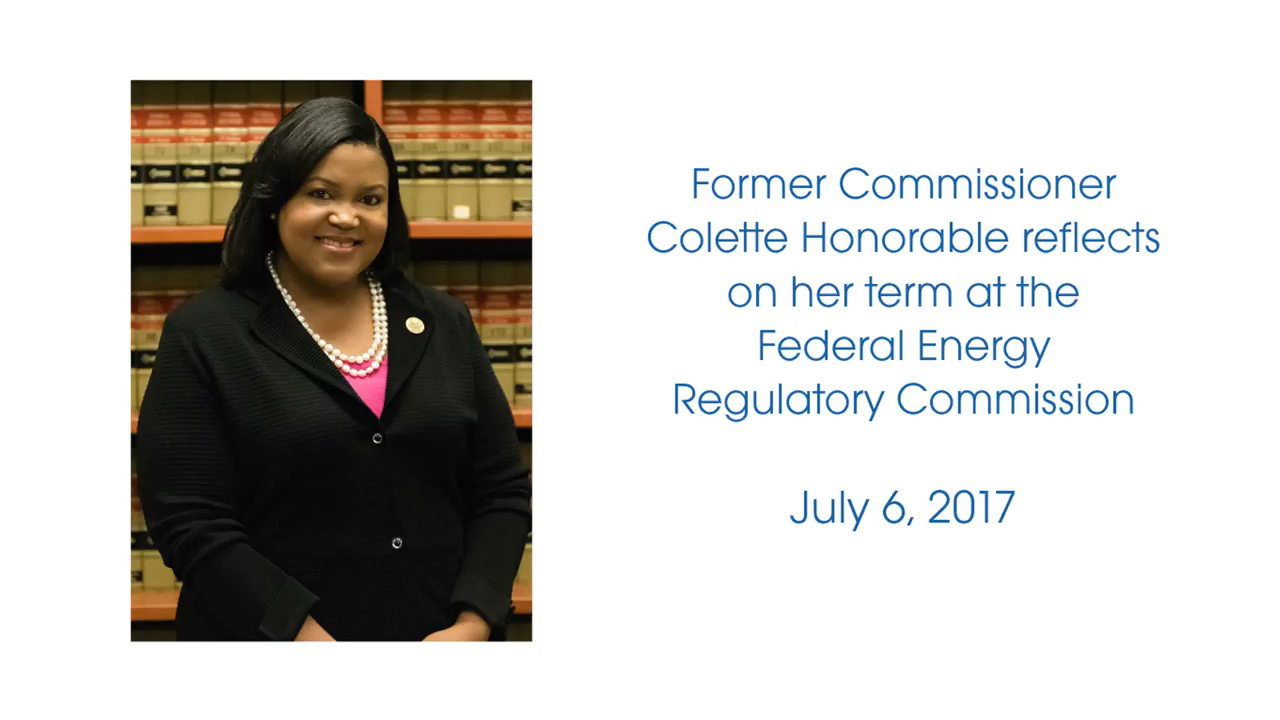 Former Commissioner
Colette Honorable reflects
on her term at the
Federal Energy
Regulatory Commission
July 6, 2017